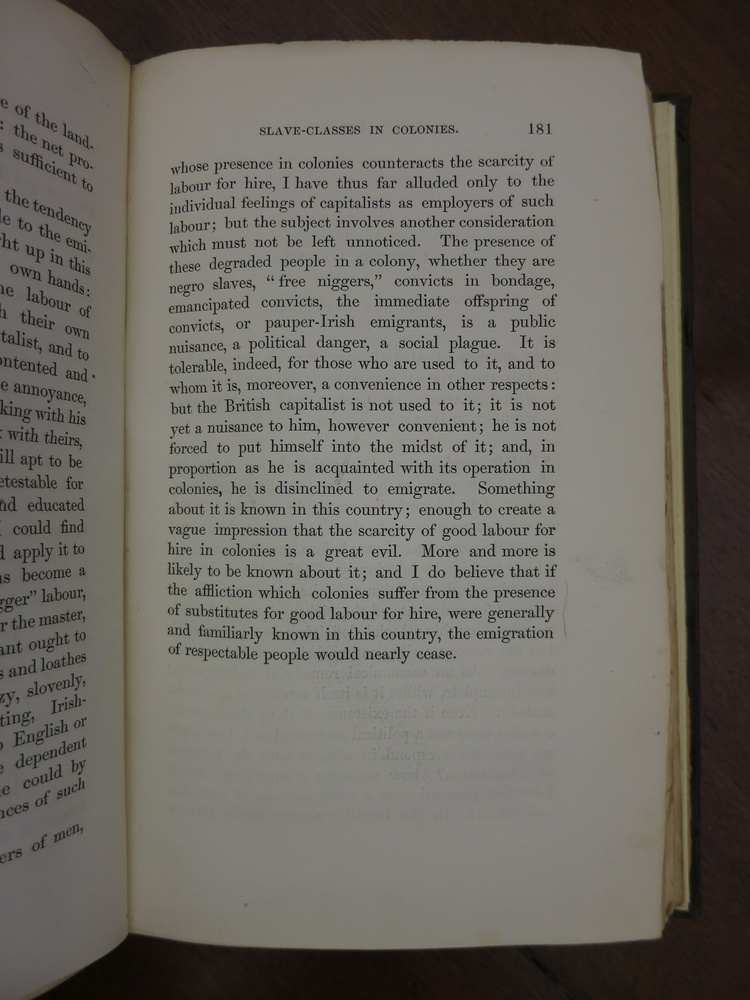 e of the land-
: the net pro-
s sufficient to
the tendency
le to the emi-
ht up in this
own hands:
he labour of
h their own
talist, and to
ontented and
e annoyance,
king with his
with theirs,
ill apt to be
etestable for
nd educated
I could find
d apply it to
as become a
gger" labour,
r the master,
ant ought to
s and loathes
zy, slovenly,
ting, Irish-
English or
e dependent
e could by
nces of such
ers of men,
SLAVE-CLASSES IN COLONIES. 181
whose presence in colonies counteracts the scarcity of
labour for hire, I have thus far alluded only to the
individual feelings of capitalists as employers of such
labour; but the subject involves another consideration
which must not be left unnoticed. The presence of
these degraded people in a colony, whether they are
negro slaves, "free niggers," convicts in bondage,
emancipated convicts, the immediate offspring of
convicts, or pauper-Irish emigrants, is a public
nuisance, a political danger, a social plague. It is
tolerable, indeed, for those who are used to it, and to
whom it is, moreover, a convenience in other respects:
but the British capitalist is not used to it; it is not
yet a nuisance to him, however convenient; he is not
forced to put himself into the midst of it; and, in
proportion as he is acquainted with its operation in
colonies, he is disinclined to emigrate. Something
about it is known in this country; enough to create a
vague impression that the scarcity of good labour for
hire in colonies is a great evil. More and more is
likely to be known about it; and I do believe that if
the affliction which colonies suffer from the presence
of substitutes for good labour for hire, were generally
and familiarly known in this country, the emigration
of respectable people would nearly cease.